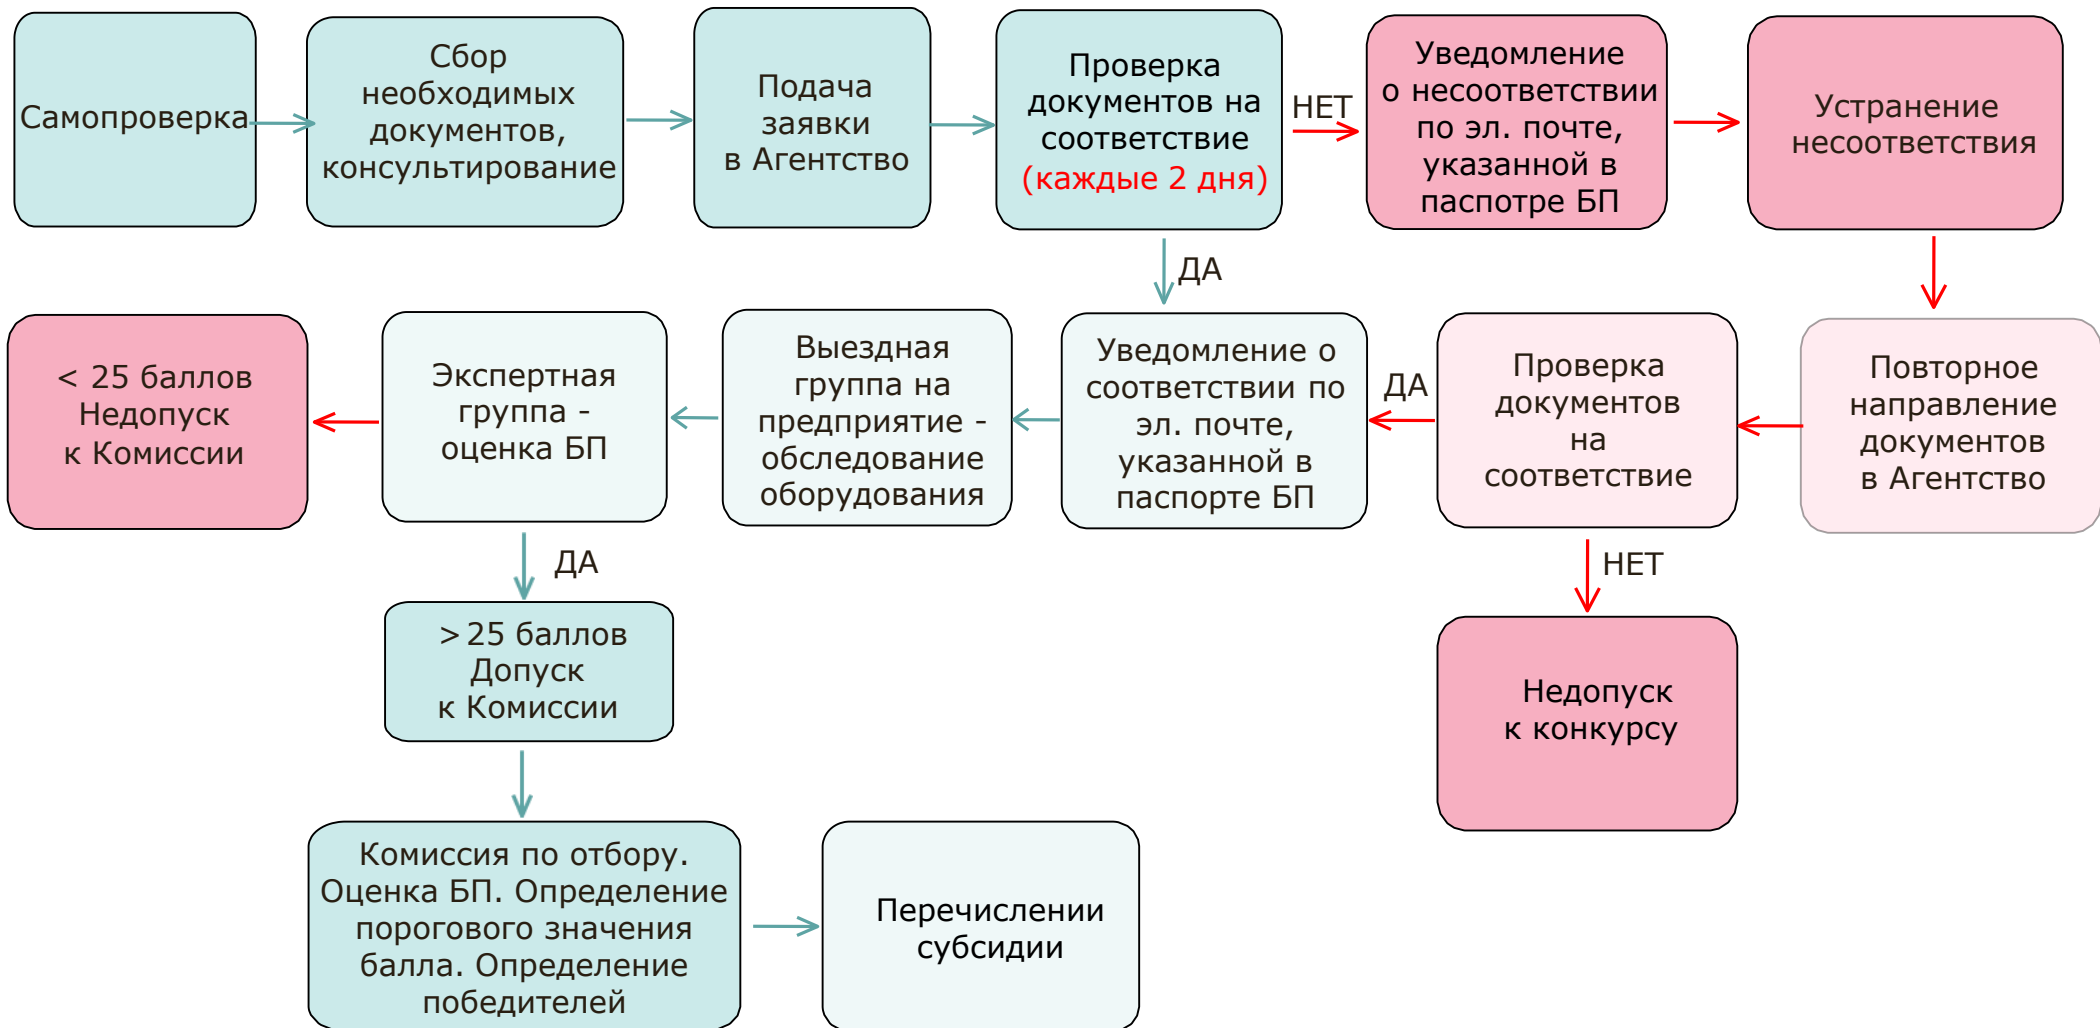 Самопроверка
Сбор
необходимых
документов,
консультирование
Подача
заявки
в Агентство
Проверка
документов на
соответствие
(каждые 2 дня)
НЕТ
Уведомление
о несоответствии
по эл. почте,
указанной в
паспотре БП
Устранение
несоответствия
ДА
< 25 баллов
Недопуск
к Комиссии
Экспертная
группа -
оценка БП
Выездная
группа на
предприятие -
обследование
оборудования
Уведомление о
соответствии по
эл. почте,
указанной в
паспорте БП
ДА
Проверка
документов
на
соответствие
Повторное
направление
документов
в Агентство
ДА
НЕТ
> 25 баллов
Допуск
к Комиссии
Недопуск
к конкурсу
Комиссия по отбору.
Оценка БП. Определение
порогового значения
балла. Определение
победителей
Перечислении
субсидии